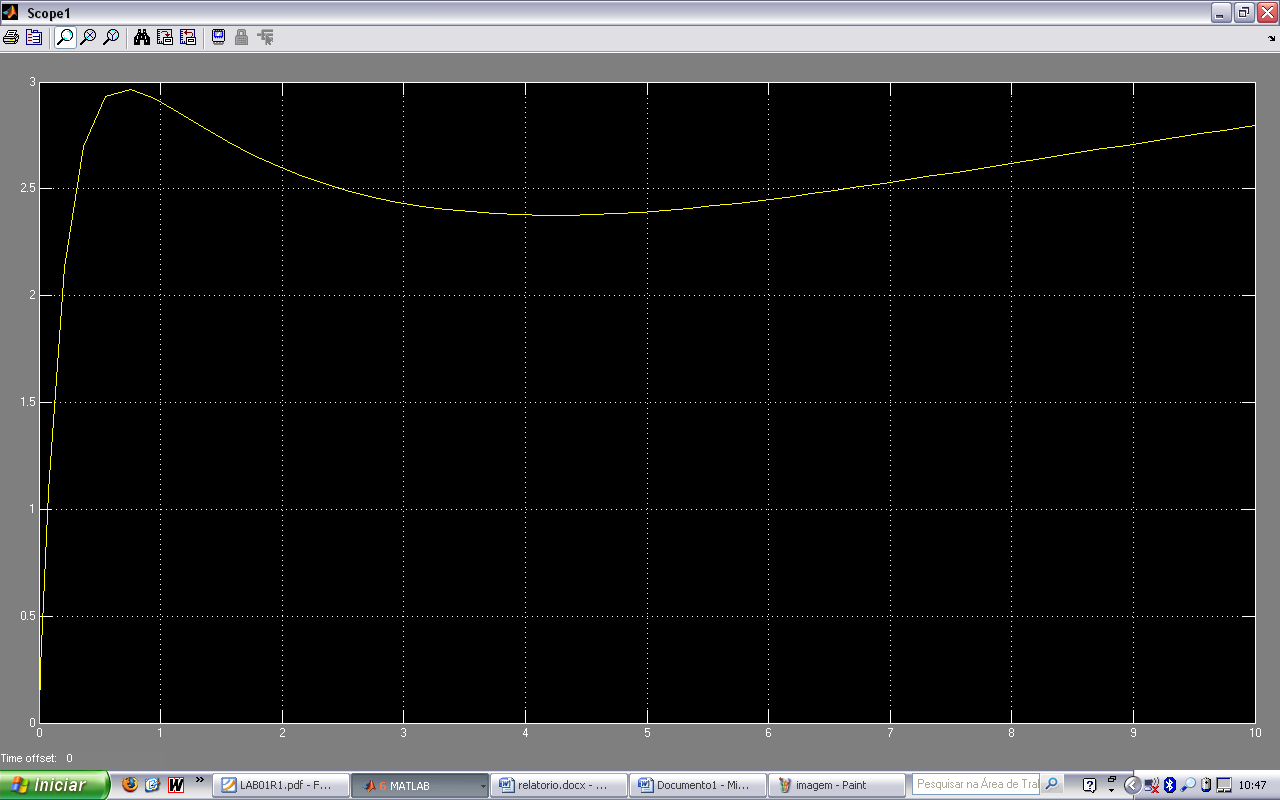 Scope1
3
2.5
2
1.5
1
0.5
0
0 1 2 3 4 5 6 7 8 9 10
Time offset: 0
Iniciar
»
LAB01R1.pdf - F...
6 MATLAB
relatorio.docx - ...
Documento1 - Mi...
imagem - Paint
Pesquisar na Área de Tra
10:47